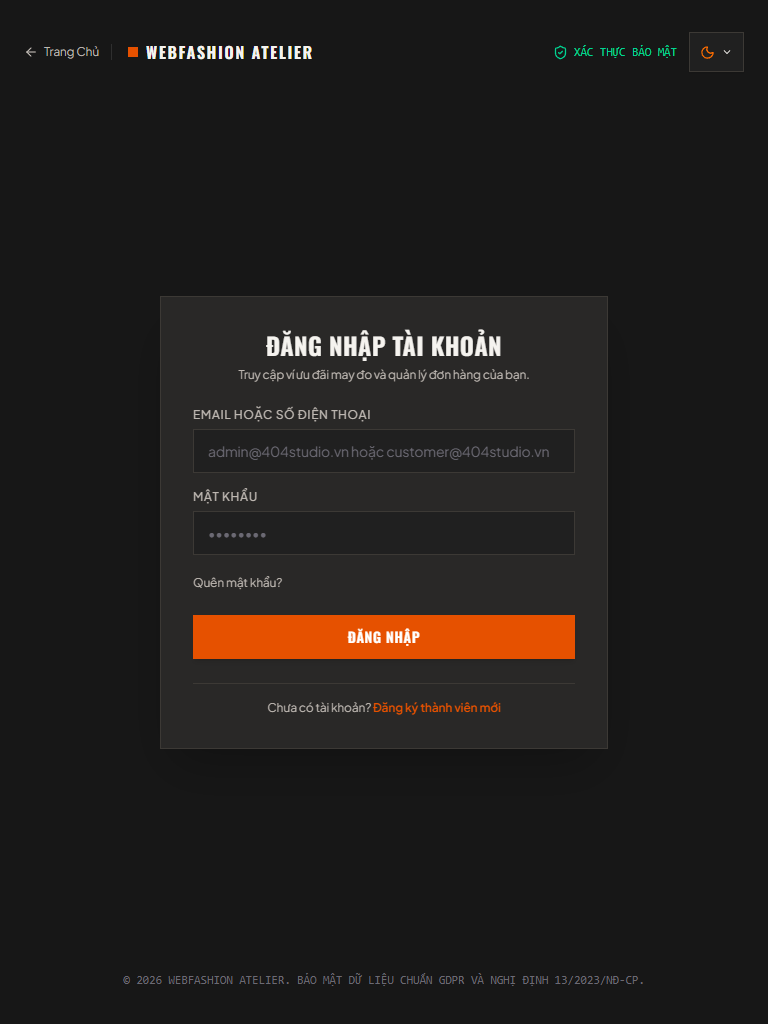 Trang Chủ
WEBFASHION ATELIER
XÁC THỰC BẢO MẬT
ĐĂNG NHẬP TÀI KHOẢN
Truy cập ví ưu đãi may đo và quản lý đơn hàng của bạn.
EMAIL HOẶC SỐ ĐIỆN THOẠI
admin@404studio.vn hoặc customer@404studio.vn
MẬT KHẨU
••••••••
Quên mật khẩu?
ĐĂNG NHẬP
Chưa có tài khoản? Đăng ký thành viên mới
© 2026 WEBFASHION ATELIER. BẢO MẬT DỮ LIỆU CHUẨN GDPR VÀ NGHỊ ĐỊNH 13/2023/NĐ-CP.